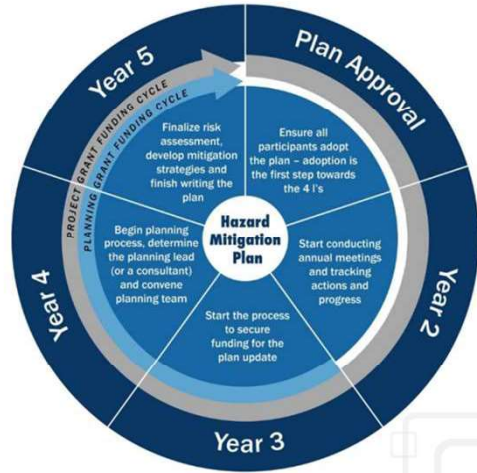 Plan Approval
Ensure all
participants adopt
the plan – adoption is
the first step towards
the 4 I's
Year 2
Start conducting
annual meetings
and tracking
actions and
progress
Year 3
Start the process
to secure
funding for the
plan update
Year 4
Begin planning
process, determine
the planning lead
(or a consultant)
and convene
planning team
Year 5
Finalize risk
assessment,
develop mitigation
strategies and
finish writing the
plan
PROJECT GRANT FUNDING CYCLE
PLANNING GRANT FUNDING CYCLE
Hazard
Mitigation
Plan